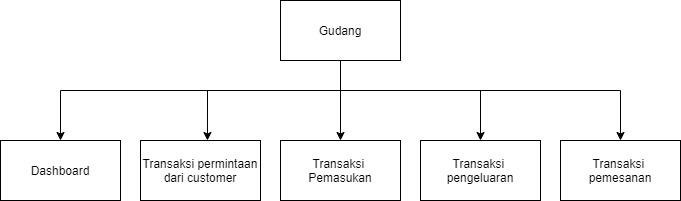 Gudang
Dashboard
Transaksi permintaan
dari customer
Transaksi
Pemasukan
Transaksi
pengeluaran
Transaksi
pemesanan